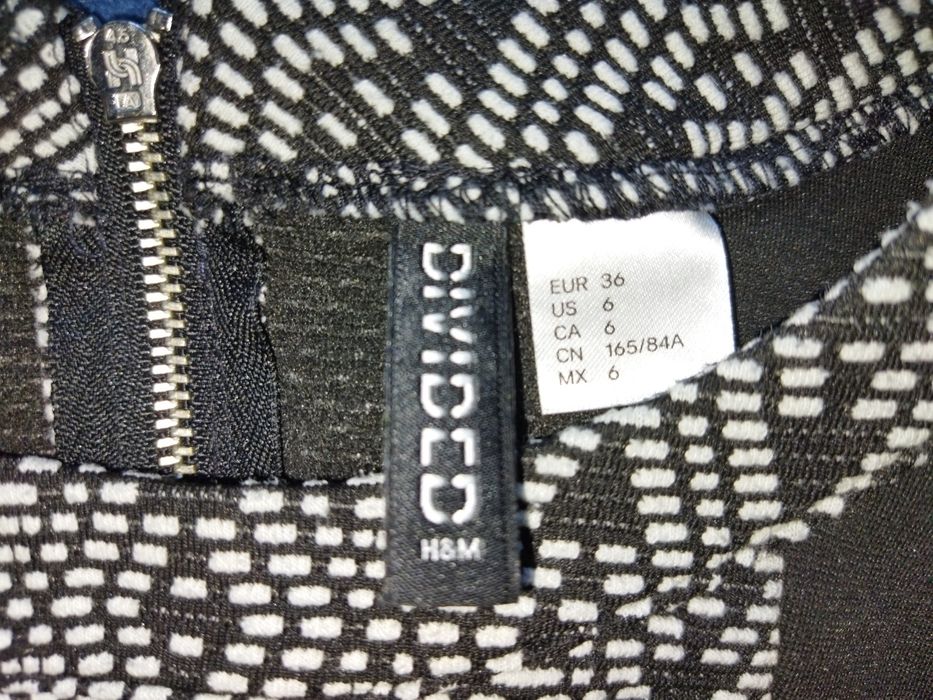 DIVIDED
H&M
EUR 36
US 6
CA 6
CN 165/84A
MX 6